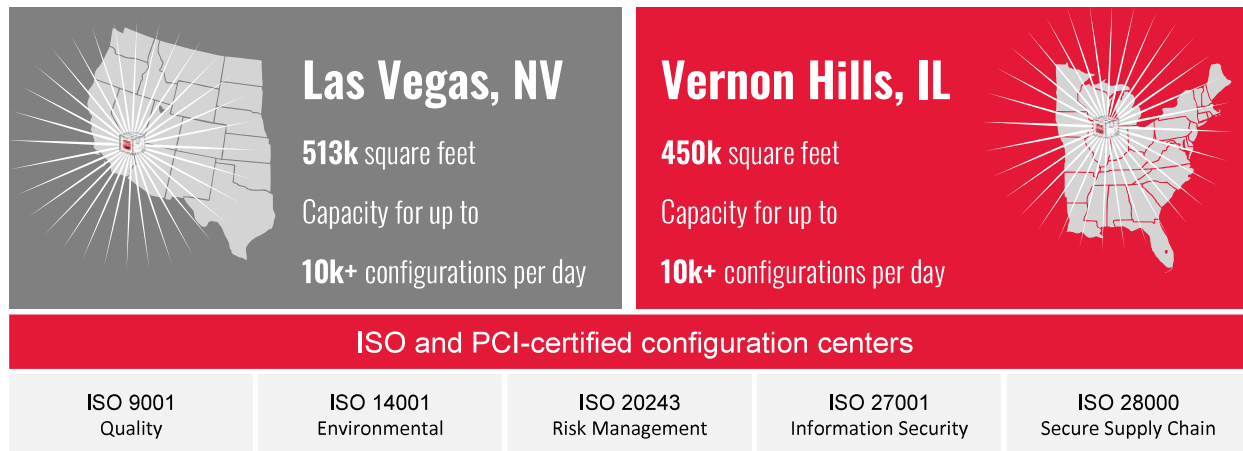 Las Vegas, NV
513k square feet
Capacity for up to
10k+ configurations per day
Vernon Hills, IL
450k square feet
Capacity for up to
10k+ configurations per day
ISO and PCI-certified configuration centers
ISO 9001
Quality
ISO 14001
Environmental
ISO 20243
Risk Management
ISO 27001
Information Security
ISO 28000
Secure Supply Chain